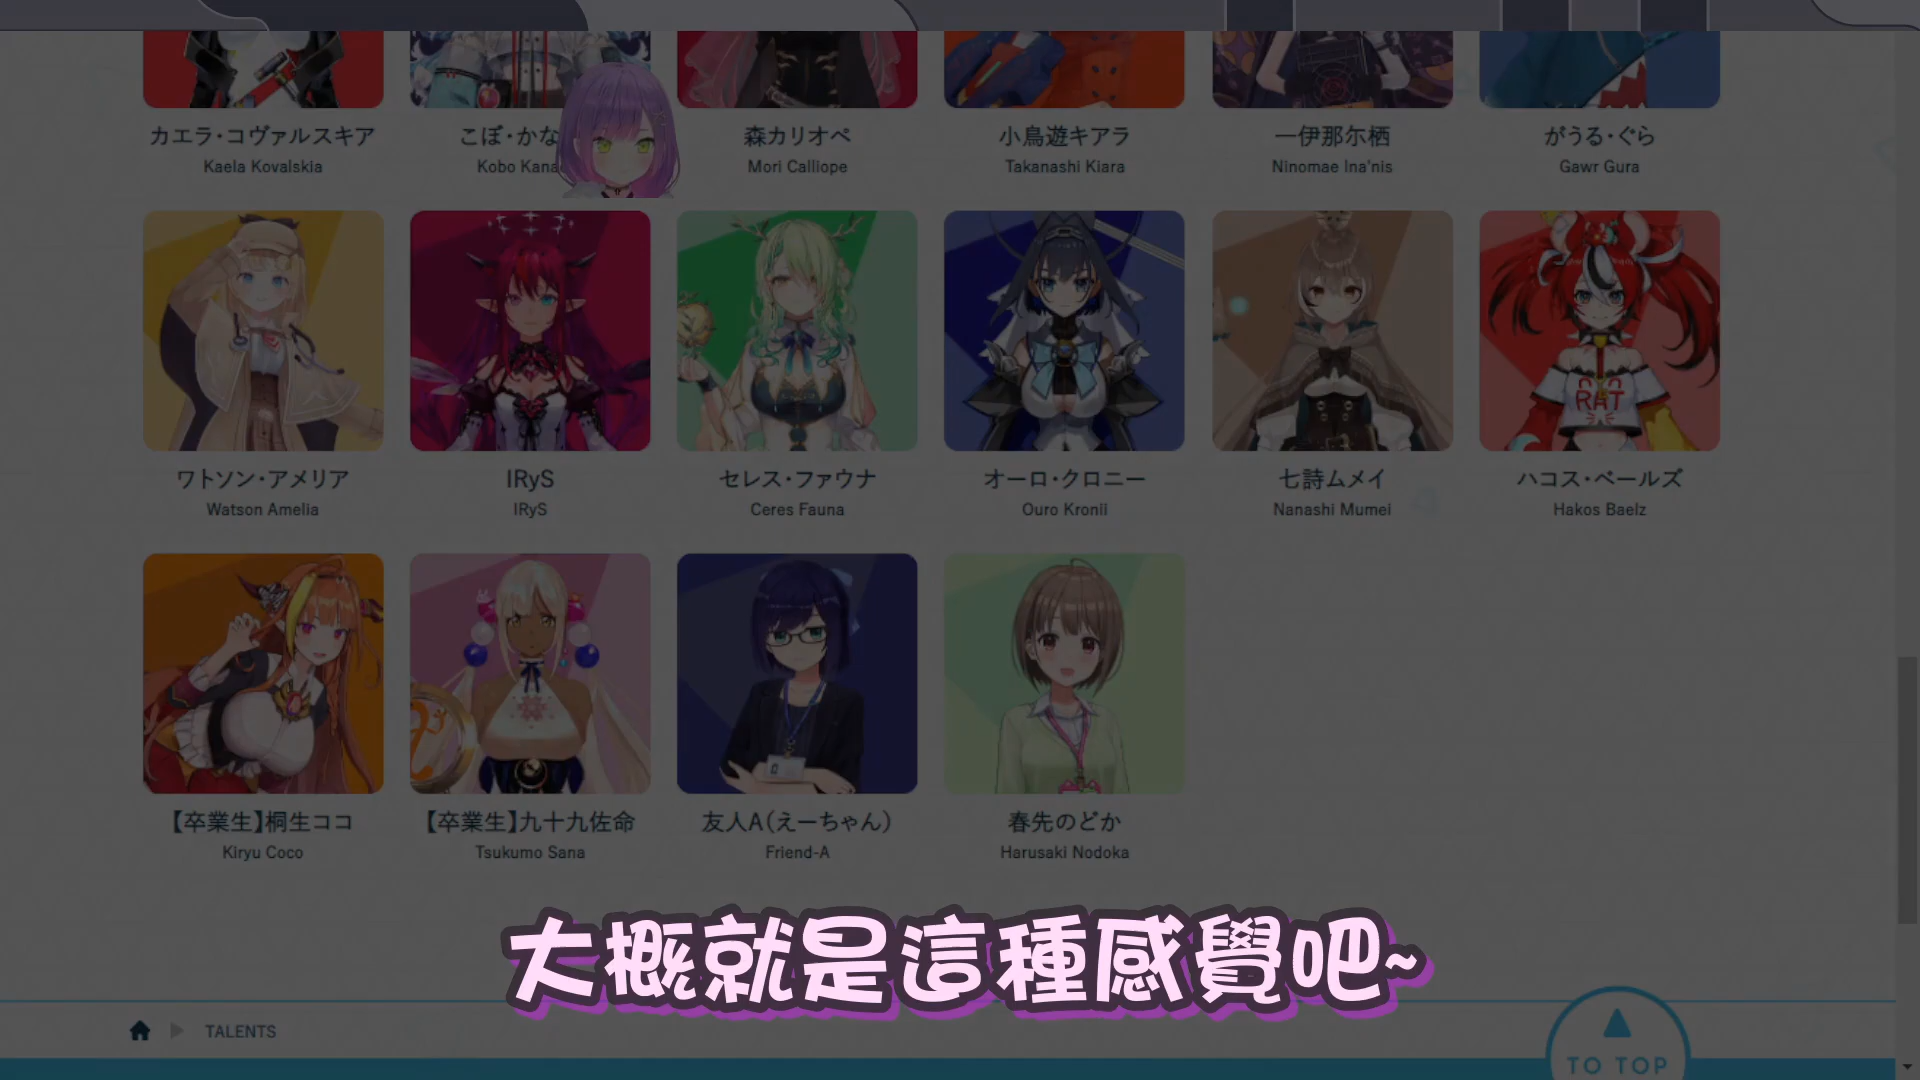 カエラ・コヴァルスキア
Kaela Kovalskia
こぼ・かな
Kobo Kana
森カリオペ
Mori Calliope
小鳥遊キアラ
Takanashi Kiara
一伊那尓栖
Ninomae Ina'nis
がうる・ぐら
Gawr Gura
ワトソン・アメリア
Watson Amelia
IRyS
IRyS
セレス・ファウナ
Ceres Fauna
オーロ・クロニー
Ouro Kronii
七詩ムメイ
Nanashi Mumei
RAT
ハコス・ベールズ
Hakos Baelz
【卒業生】桐生ココ
Kiryu Coco
【卒業生】九十九佐命
Tsukumo Sana
友人A（えーちゃん）
Friend-A
春先のどか
Harusaki Nodoka
大概就是這種感覺吧~
TALENTS
TO TOP